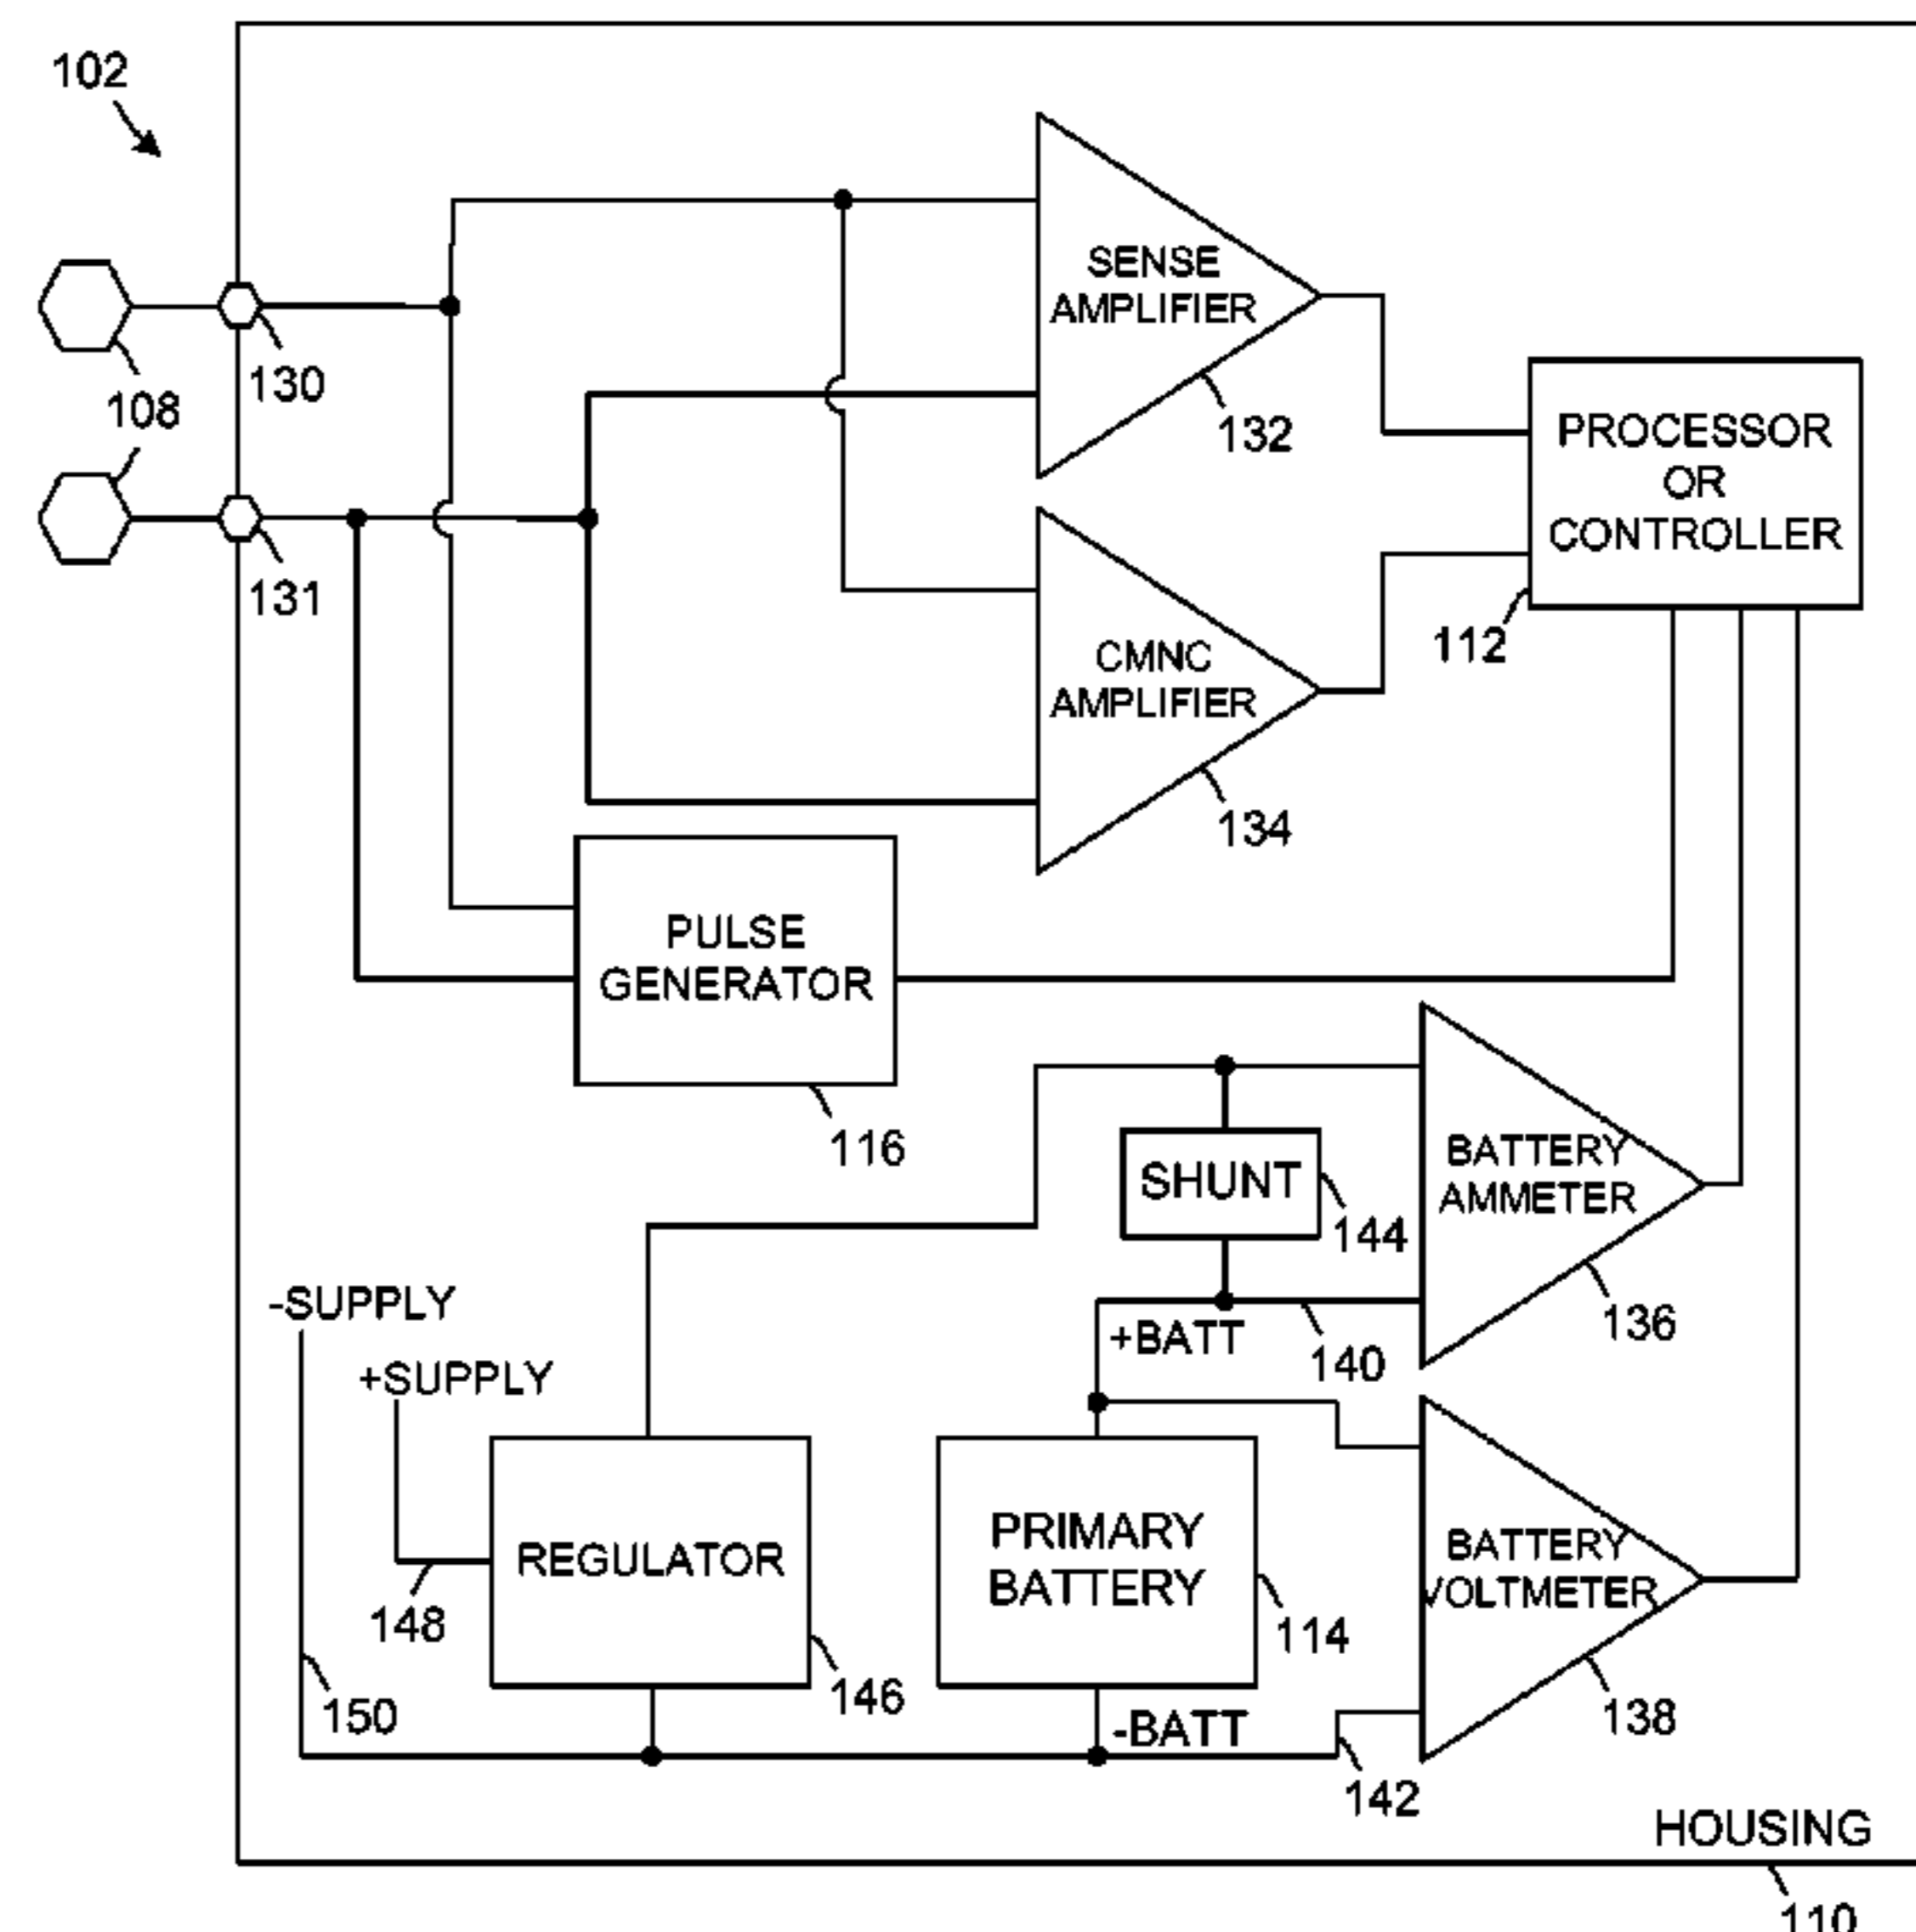 102
SENSE
AMPLIFIER
130
108
132
PROCESSOR
OR
CONTROLLER
131
112
CMNC
AMPLIFIER
134
PULSE
GENERATOR
116
BATTERY
AMMETER
SHUNT
144
136
-SUPPLY
+BATT
140
+SUPPLY
REGULATOR
PRIMARY
BATTERY
BATTERY
VOLTMETER
148
114
146
150
138
-BATT
142
HOUSING
110